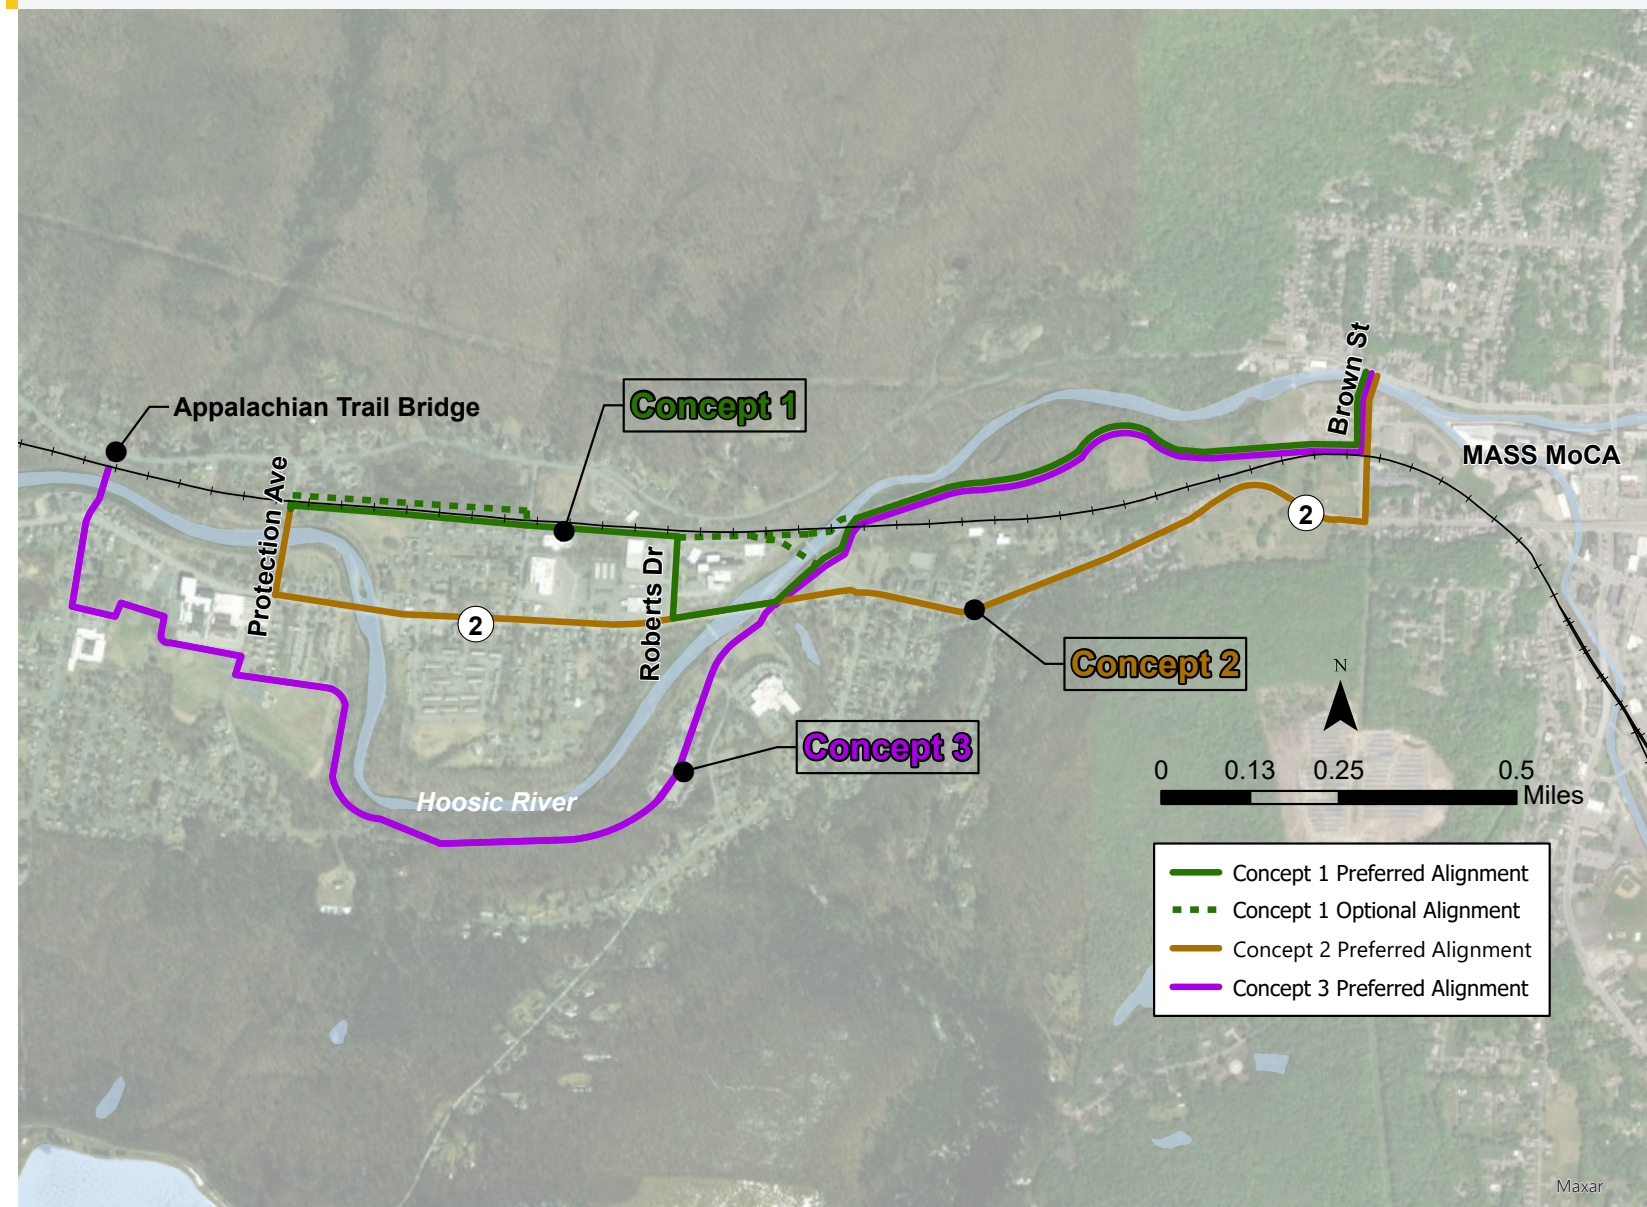 Brown St
Concept 1
Appalachian Trail Bridge
MASS MoCA
Protection Ave
2
Roberts Dr
2
Concept 2
N
Concept 3
0 0.13 0.25 0.5
Miles
Hoosic River
Concept 1 Preferred Alignment
Concept 1 Optional Alignment
Concept 2 Preferred Alignment
Concept 3 Preferred Alignment
Maxar